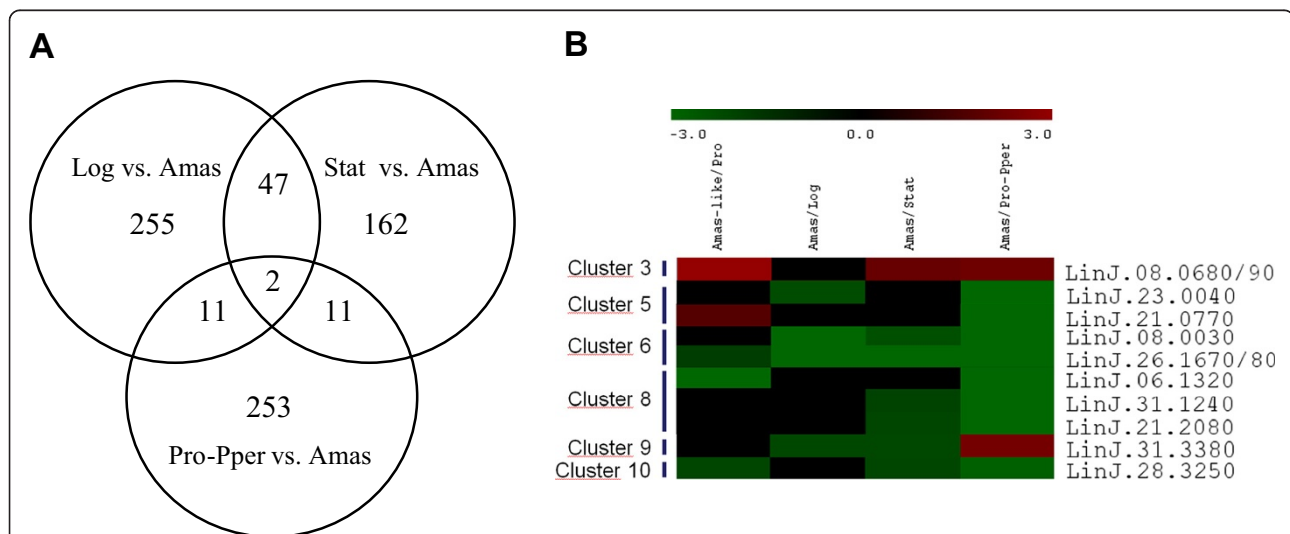 A
Log vs. Amas
255
47
Stat vs. Amas
162
2
11
11
253
Pro-Pper vs. Amas
B
-3.0
0.0
3.0
Amas-like/Pro
Amas/Log
Amas/Stat
Amas/Pro-Pper
Cluster 3
LinJ.08.0680/90
Cluster 5
LinJ.23.0040
LinJ.21.0770
Cluster 6
LinJ.08.0030
LinJ.26.1670/80
Cluster 8
LinJ.06.1320
LinJ.31.1240
LinJ.21.2080
Cluster 9
LinJ.31.3380
Cluster 10
LinJ.28.3250